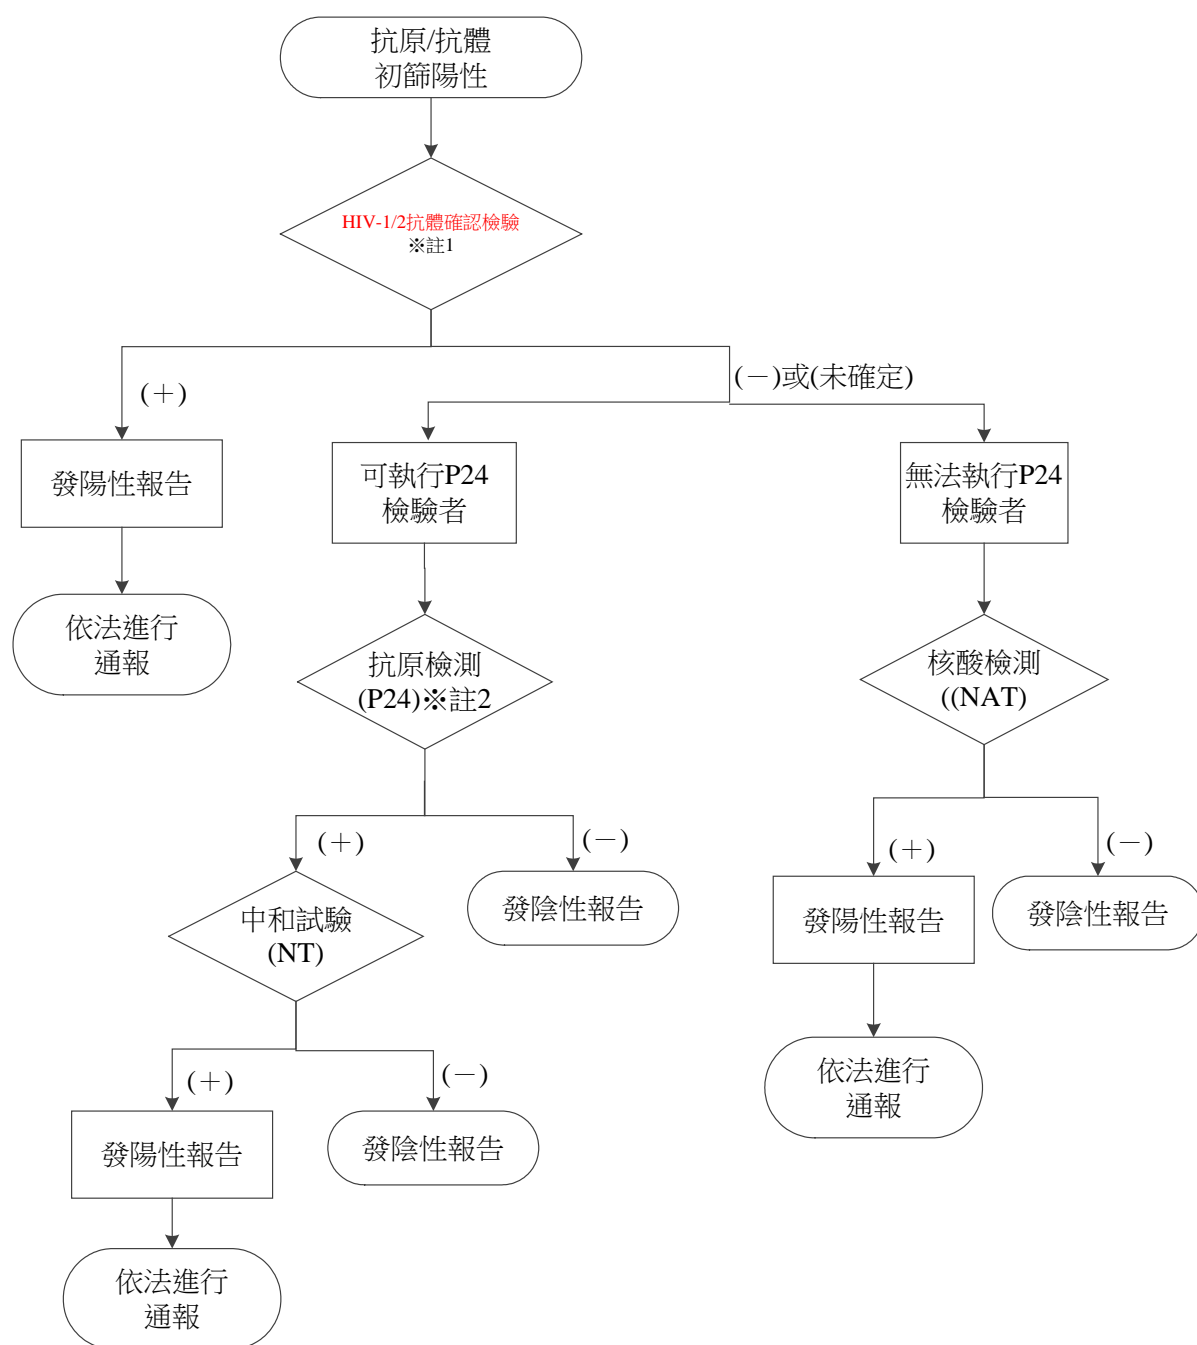 抗原/抗體
初篩陽性
HIV-1/2抗體確認檢驗
※註1
(＋)
(－)或(未確定)
發陽性報告
可執行P24
檢驗者
無法執行P24
檢驗者
依法進行
通報
抗原檢測
(P24)※註2
核酸檢測
((NAT)
(＋)
(－)
(＋)
(－)
中和試驗
(NT)
發陰性報告
發陽性報告
發陰性報告
(＋)
(－)
依法進行
通報
發陽性報告
發陰性報告
依法進行
通報